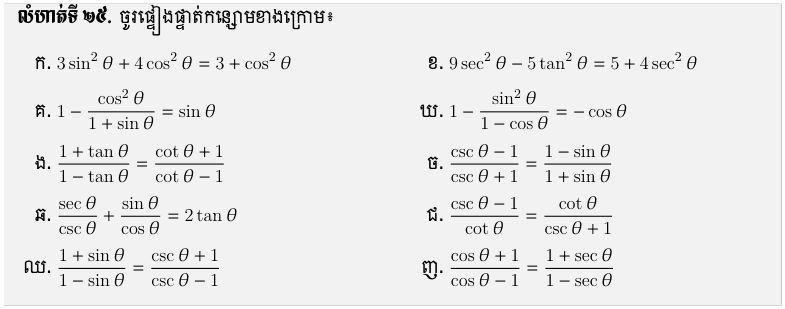 លំហាត់ទី ២៥. ចូរផ្ទៀងផ្ទាត់កន្សោមខាងក្រោម៖
ក. 3 sin² θ + 4 cos² θ = 3 + cos² θ
ខ. 9 sec² θ − 5 tan² θ = 5 + 4 sec² θ
គ. 1 − cos² θ / (1 + sin θ) = sin θ
ឃ. 1 − sin² θ / (1 − cos θ) = − cos θ
ង. (1 + tan θ) / (1 − tan θ) = (cot θ + 1) / (cot θ − 1)
ច. (csc θ − 1) / (csc θ + 1) = (1 − sin θ) / (1 + sin θ)
ឆ. sec θ / csc θ + sin θ / cos θ = 2 tan θ
ជ. (csc θ − 1) / cot θ = cot θ / (csc θ + 1)
ឈ. (1 + sin θ) / (1 − sin θ) = (csc θ + 1) / (csc θ − 1)
ញ. (cos θ + 1) / (cos θ − 1) = (1 + sec θ) / (1 − sec θ)